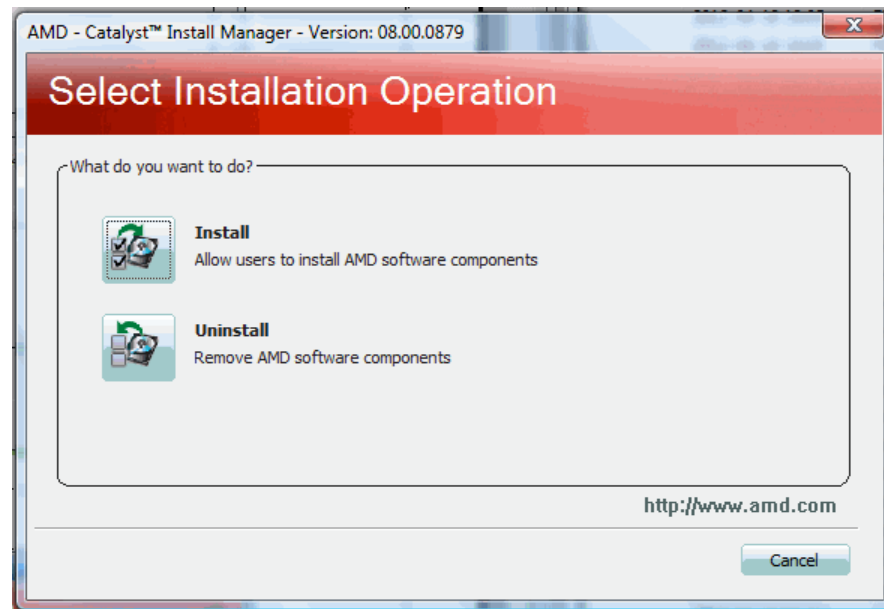 AMD - Catalyst™ Install Manager - Version: 08.00.0879
Select Installation Operation
What do you want to do?
Install
Allow users to install AMD software components
Uninstall
Remove AMD software components
http://www.amd.com
Cancel